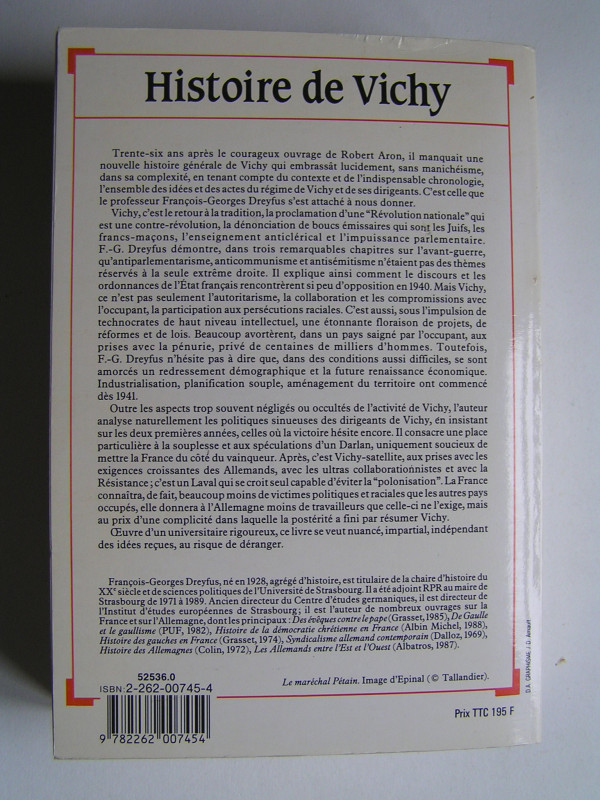 Histoire de Vichy
Trente-six ans après le courageux ouvrage de Robert Aron, il manquait une
nouvelle histoire générale de Vichy qui embrassât lucidement, sans manichéisme,
dans sa complexité, en tenant compte du contexte et de l'indispensable chronologie,
l'ensemble des idées et des actes du régime de Vichy et de ses dirigeants. C'est celle que
le professeur François-Georges Dreyfus s'est attaché à nous donner.
Vichy, c'est le retour à la tradition, la proclamation d'une "Révolution nationale" qui
est une contre-révolution, la dénonciation de boucs émissaires qui sont les Juifs, les
francs-maçons, l'enseignement anticlérical et l'impuissance parlementaire.
F.-G. Dreyfus démontre, dans trois remarquables chapitres sur l'avant-guerre,
qu'antiparlementarisme, anticommunisme et antisémitisme n'étaient pas des thèmes
réservés à la seule extrême droite. Il explique ainsi comment le discours et les
ordonnances de l'État français rencontrèrent si peu d'opposition en 1940. Mais Vichy,
ce n'est pas seulement l'autoritarisme, la collaboration et les compromissions avec
l'occupant, la participation aux persécutions raciales. C'est aussi, sous l'impulsion de
technocrates de haut niveau intellectuel, une étonnante floraison de projets, de
réformes et de lois. Beaucoup avortèrent, dans un pays saigné par l'occupant, aux
prises avec la pénurie, privé de centaines de milliers d'hommes. Toutefois,
F.-G. Dreyfus n'hésite pas à dire que, dans des conditions aussi difficiles, se sont
amorcés un redressement démographique et la future renaissance économique.
Industrialisation, planification souple, aménagement du territoire ont commencé
dès 1941.
Outre les aspects trop souvent négligés ou occultés de l'activité de Vichy, l'auteur
analyse naturellement les politiques sinueuses des dirigeants de Vichy, en insistant
sur les deux premières années, celles où la victoire hésite encore. Il consacre une place
particulière à la souplesse et aux spéculations d'un Darlan, uniquement soucieux de
mettre la France du côté du vainqueur. Après, c'est Vichy-satellite, aux prises avec les
exigences croissantes des Allemands, avec les ultras collaborationnistes et avec la
Résistance ; c'est un Laval qui se croit seul capable d'éviter la "polonisation". La France
connaîtra, de fait, beaucoup moins de victimes politiques et raciales que les autres pays
occupés, elle donnera à l'Allemagne moins de travailleurs que celle-ci ne l'exige, mais
au prix d'une complicité dans laquelle la postérité a fini par résumer Vichy.
Œuvre d'un universitaire rigoureux, ce livre se veut nuancé, impartial, indépendant
des idées reçues, au risque de déranger.
François-Georges Dreyfus, né en 1928, agrégé d'histoire, est titulaire de la chaire d'histoire du
XXe siècle et de sciences politiques de l'Université de Strasbourg. Il a été adjoint RPR au maire de
Strasbourg de 1971 à 1989. Ancien directeur du Centre d'études germaniques, il est directeur de
l'Institut d'études européennes de Strasbourg ; il est l'auteur de nombreux ouvrages sur la
France et sur l'Allemagne, dont les principaux : Des évêques contre le pape (Grasset, 1985), De Gaulle
et le gaullisme (PUF, 1982), Histoire de la démocratie chrétienne en France (Albin Michel, 1988),
Histoire des gauches en France (Grasset, 1974), Syndicalisme allemand contemporain (Dalloz, 1969),
Histoire des Allemagnes (Colin, 1972), Les Allemands entre l'Est et l'Ouest (Albatros, 1987).
52536.0
ISBN: 2-262-00745-4
Le maréchal Pétain. Image d'Epinal (© Tallandier).
9 782262 007454
Prix TTC 195 F
D.A. GRAPHISME J.D. Arnault